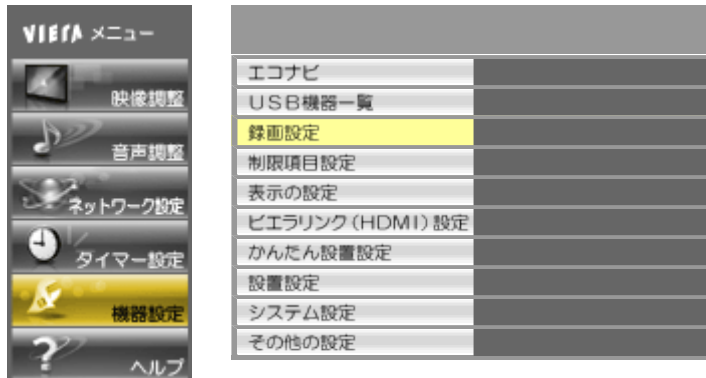 VIERA メニュー
映像調整
音声調整
ネットワーク設定
タイマー設定
機器設定
ヘルプ
エコナビ
USB機器一覧
録画設定
制限項目設定
表示の設定
ビエラリンク(HDMI)設定
かんたん設置設定
設置設定
システム設定
その他の設定